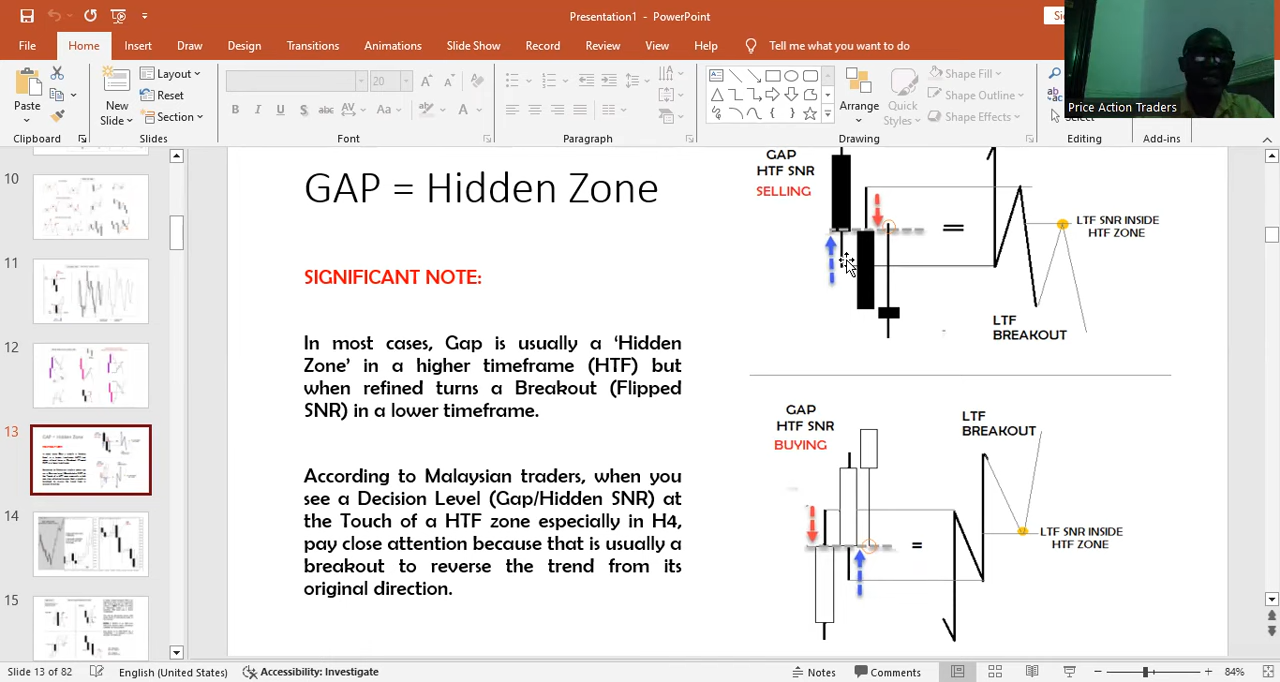 Presentation1 - PowerPoint
File Home Insert Draw Design Transitions Animations Slide Show Record Review View Help Tell me what you want to do
Price Action Traders
Paste
Clipboard
New
Slide
Layout
Reset
Section
Slides
20
B I U S abc AV Aa A
Font
Paragraph
Arrange
Quick
Styles
Shape Fill
Shape Outline
Shape Effects
Drawing
Select
Editing
Add-ins
10
11
12
13
14
15
GAP = Hidden Zone
SIGNIFICANT NOTE:
In most cases, Gap is usually a ‘Hidden
Zone’ in a higher timeframe (HTF) but
when refined turns a Breakout (Flipped
SNR) in a lower timeframe.
According to Malaysian traders, when you
see a Decision Level (Gap/Hidden SNR) at
the Touch of a HTF zone especially in H4,
pay close attention because that is usually a
breakout to reverse the trend from its
original direction.
GAP
HTF SNR
SELLING
=
LTF SNR INSIDE
HTF ZONE
LTF
BREAKOUT
GAP
HTF SNR
BUYING
=
LTF
BREAKOUT
LTF SNR INSIDE
HTF ZONE
Slide 13 of 82 English (United States) Accessibility: Investigate Notes Comments 84%